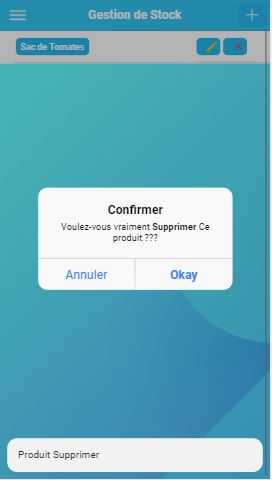 Gestion de Stock
Sac de Tomates
Confirmer
Voulez-vous vraiment Supprimer Ce
produit ???
Annuler
Okay
Produit Supprimer